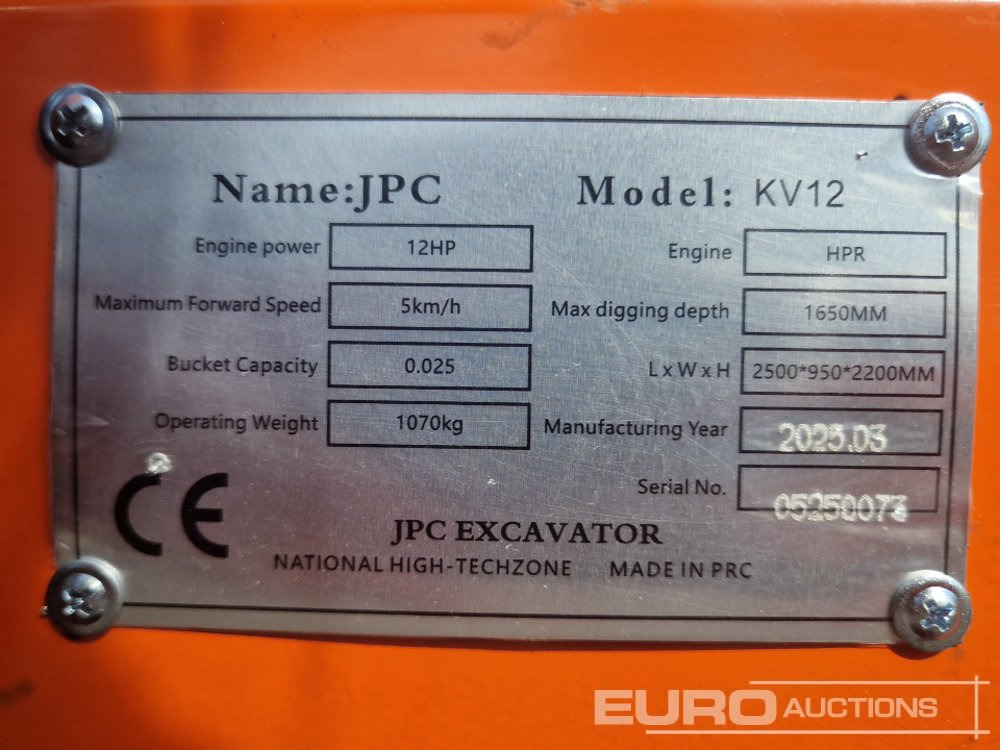 Name:JPC Model: KV12
Engine power 12HP Engine HPR
Maximum Forward Speed 5km/h Max digging depth 1650MM
Bucket Capacity 0.025 L x W x H 2500*950*2200MM
Operating Weight 1070kg Manufacturing Year 2025.03
Serial No. 05250073
CE
JPC EXCAVATOR
NATIONAL HIGH-TECHZONE MADE IN PRC
EURO AUCTIONS